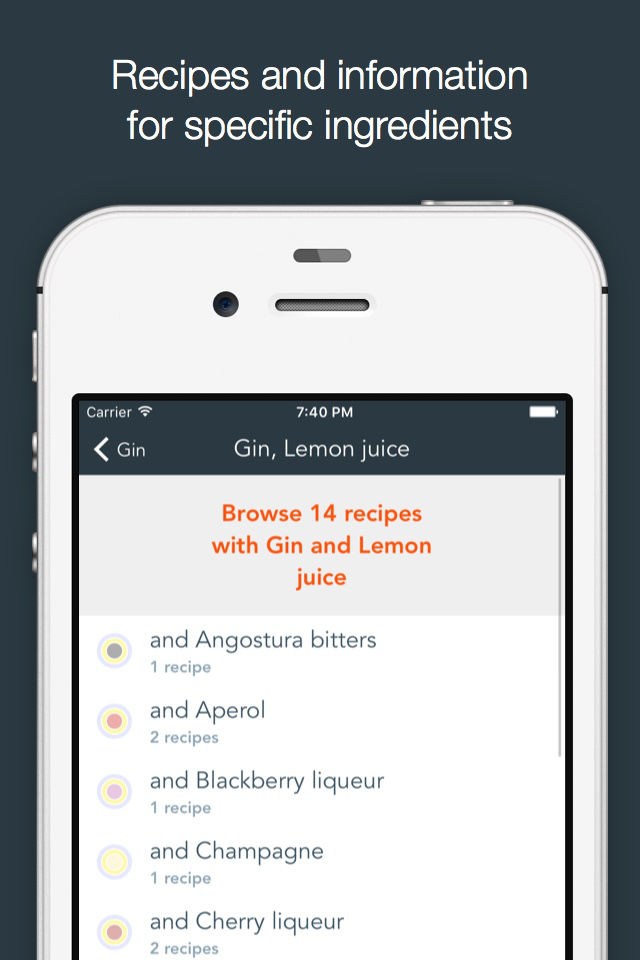 Recipes and information
for specific ingredients
Carrier 7:40 PM
Gin Gin, Lemon juice
Browse 14 recipes
with Gin and Lemon
juice
and Angostura bitters
1 recipe
and Aperol
2 recipes
and Blackberry liqueur
1 recipe
and Champagne
1 recipe
and Cherry liqueur
2 recipes